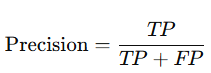 Precision = TP / TP + FP